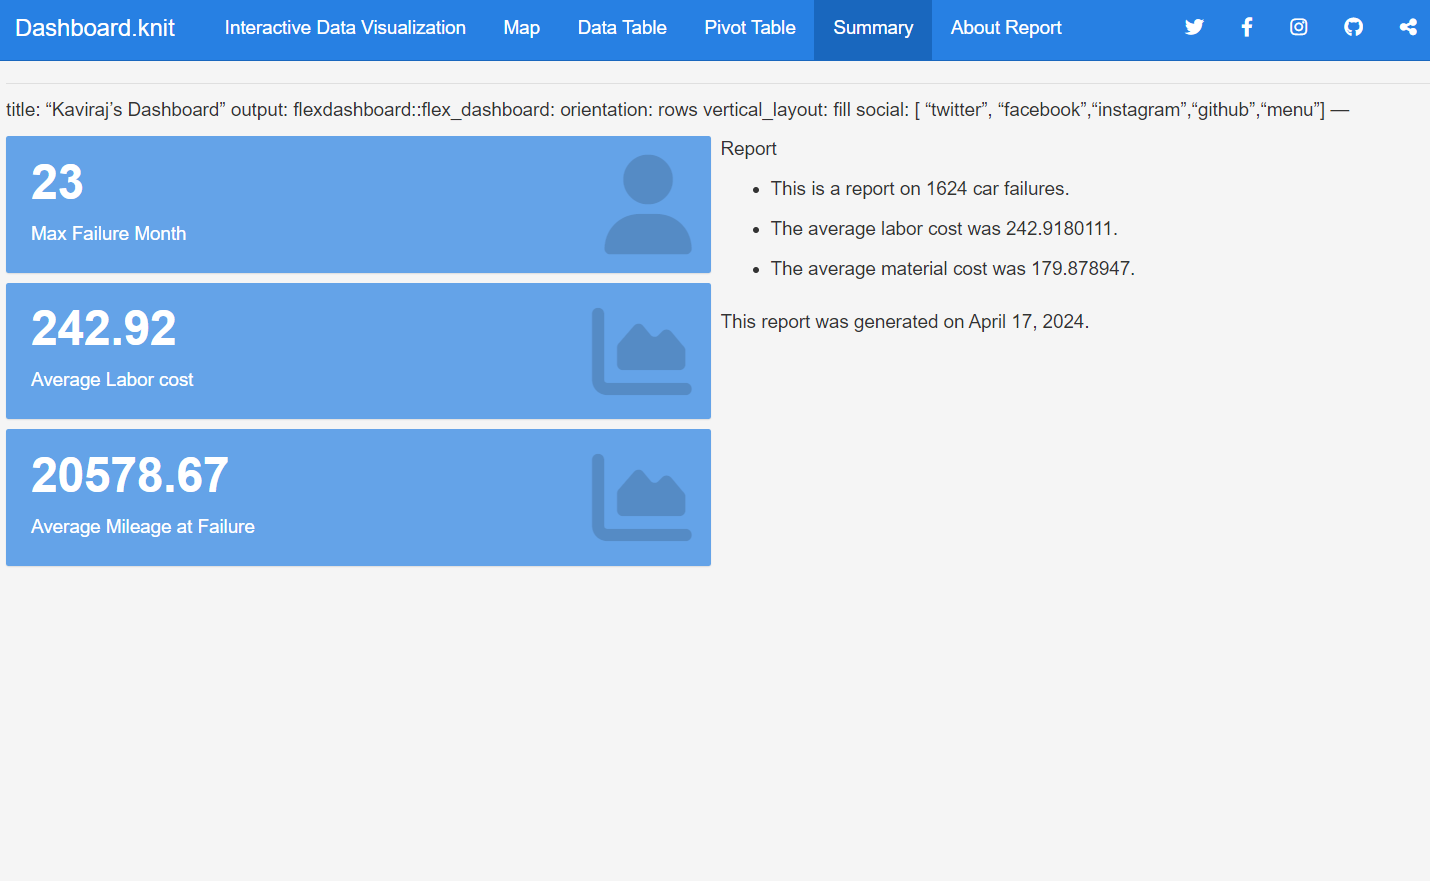 Dashboard.knit Interactive Data Visualization Map Data Table Pivot Table Summary About Report
title: “Kaviraj’s Dashboard” output: flexdashboard::flex_dashboard: orientation: rows vertical_layout: fill social: [ “twitter”, “facebook”,“instagram”,“github”,“menu”] —
23
Max Failure Month
242.92
Average Labor cost
20578.67
Average Mileage at Failure
Report
• This is a report on 1624 car failures.
• The average labor cost was 242.9180111.
• The average material cost was 179.878947.
This report was generated on April 17, 2024.